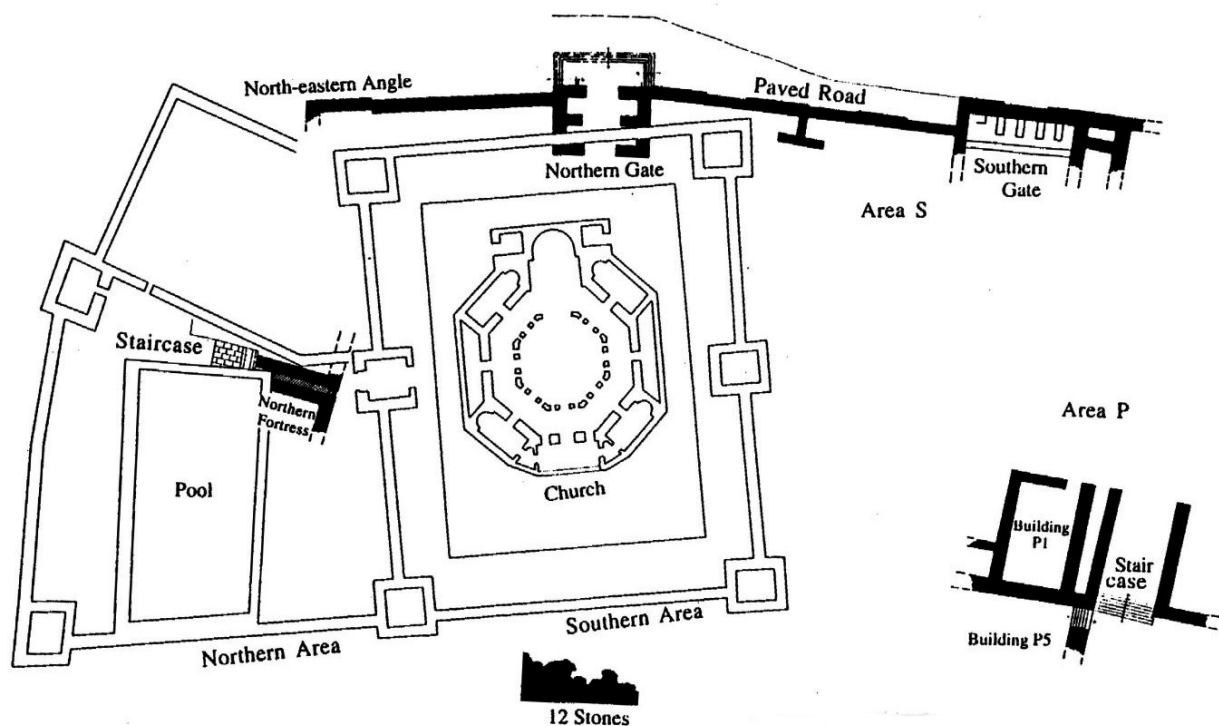 North-eastern Angle
Paved Road
Northern Gate
Southern
Gate
Area S
Staircase
Northern
Fortress
Area P
Pool
Church
Building
P1
Stair
case
Southern Area
Building P5
Northern Area
12 Stones